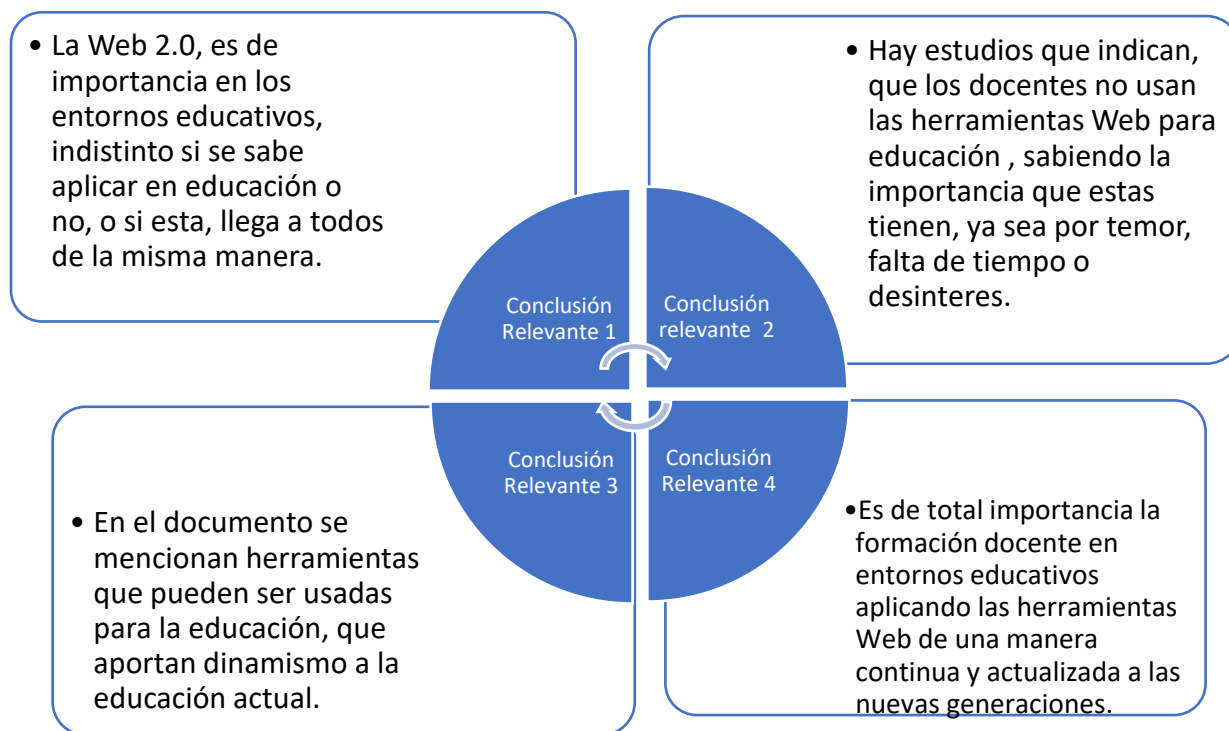 • La Web 2.0, es de
importancia en los
entornos educativos,
indistinto si se sabe
aplicar en educación o
no, o si esta, llega a todos
de la misma manera.
• Hay estudios que indican,
que los docentes no usan
las herramientas Web para
educación , sabiendo la
importancia que estas
tienen, ya sea por temor,
falta de tiempo o
desinteres.
Conclusión
Relevante 1
Conclusión
relevante 2
Conclusión
Relevante 3
Conclusión
Relevante 4
• En el documento se
mencionan herramientas
que pueden ser usadas
para la educación, que
aportan dinamismo a la
educación actual.
•Es de total importancia la
formación docente en
entornos educativos
aplicando las herramientas
Web de una manera
continua y actualizada a las
nuevas generaciones.